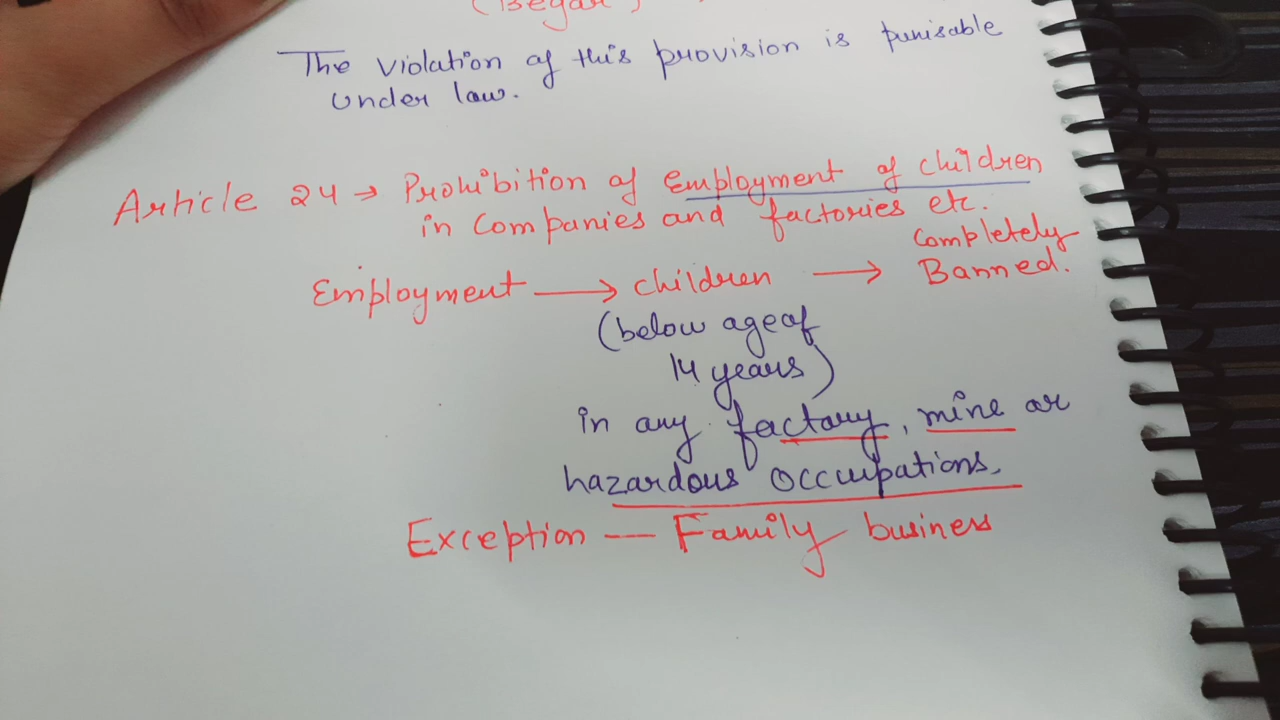 (Begar)
The violation of this provision is punisable
under law.
Article 24 → Prohibition of employment of children
in companies and factories etc.
Employment → children → completely Banned.
(below age of
14 years)
in any factory, mine or
hazardous occupations.
Exception — Family business